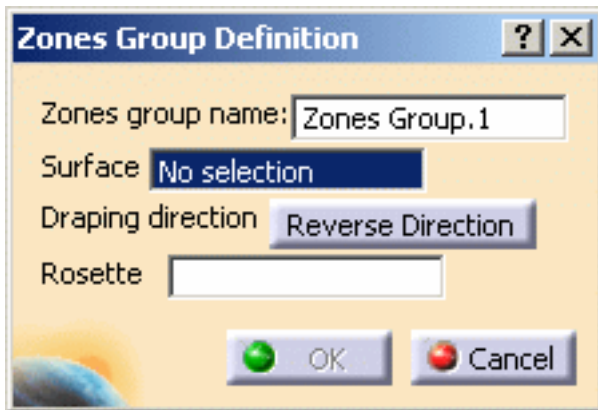 Zones Group Definition ? X
Zones group name: Zones Group.1
Surface No selection
Draping direction Reverse Direction
Rosette
OK Cancel